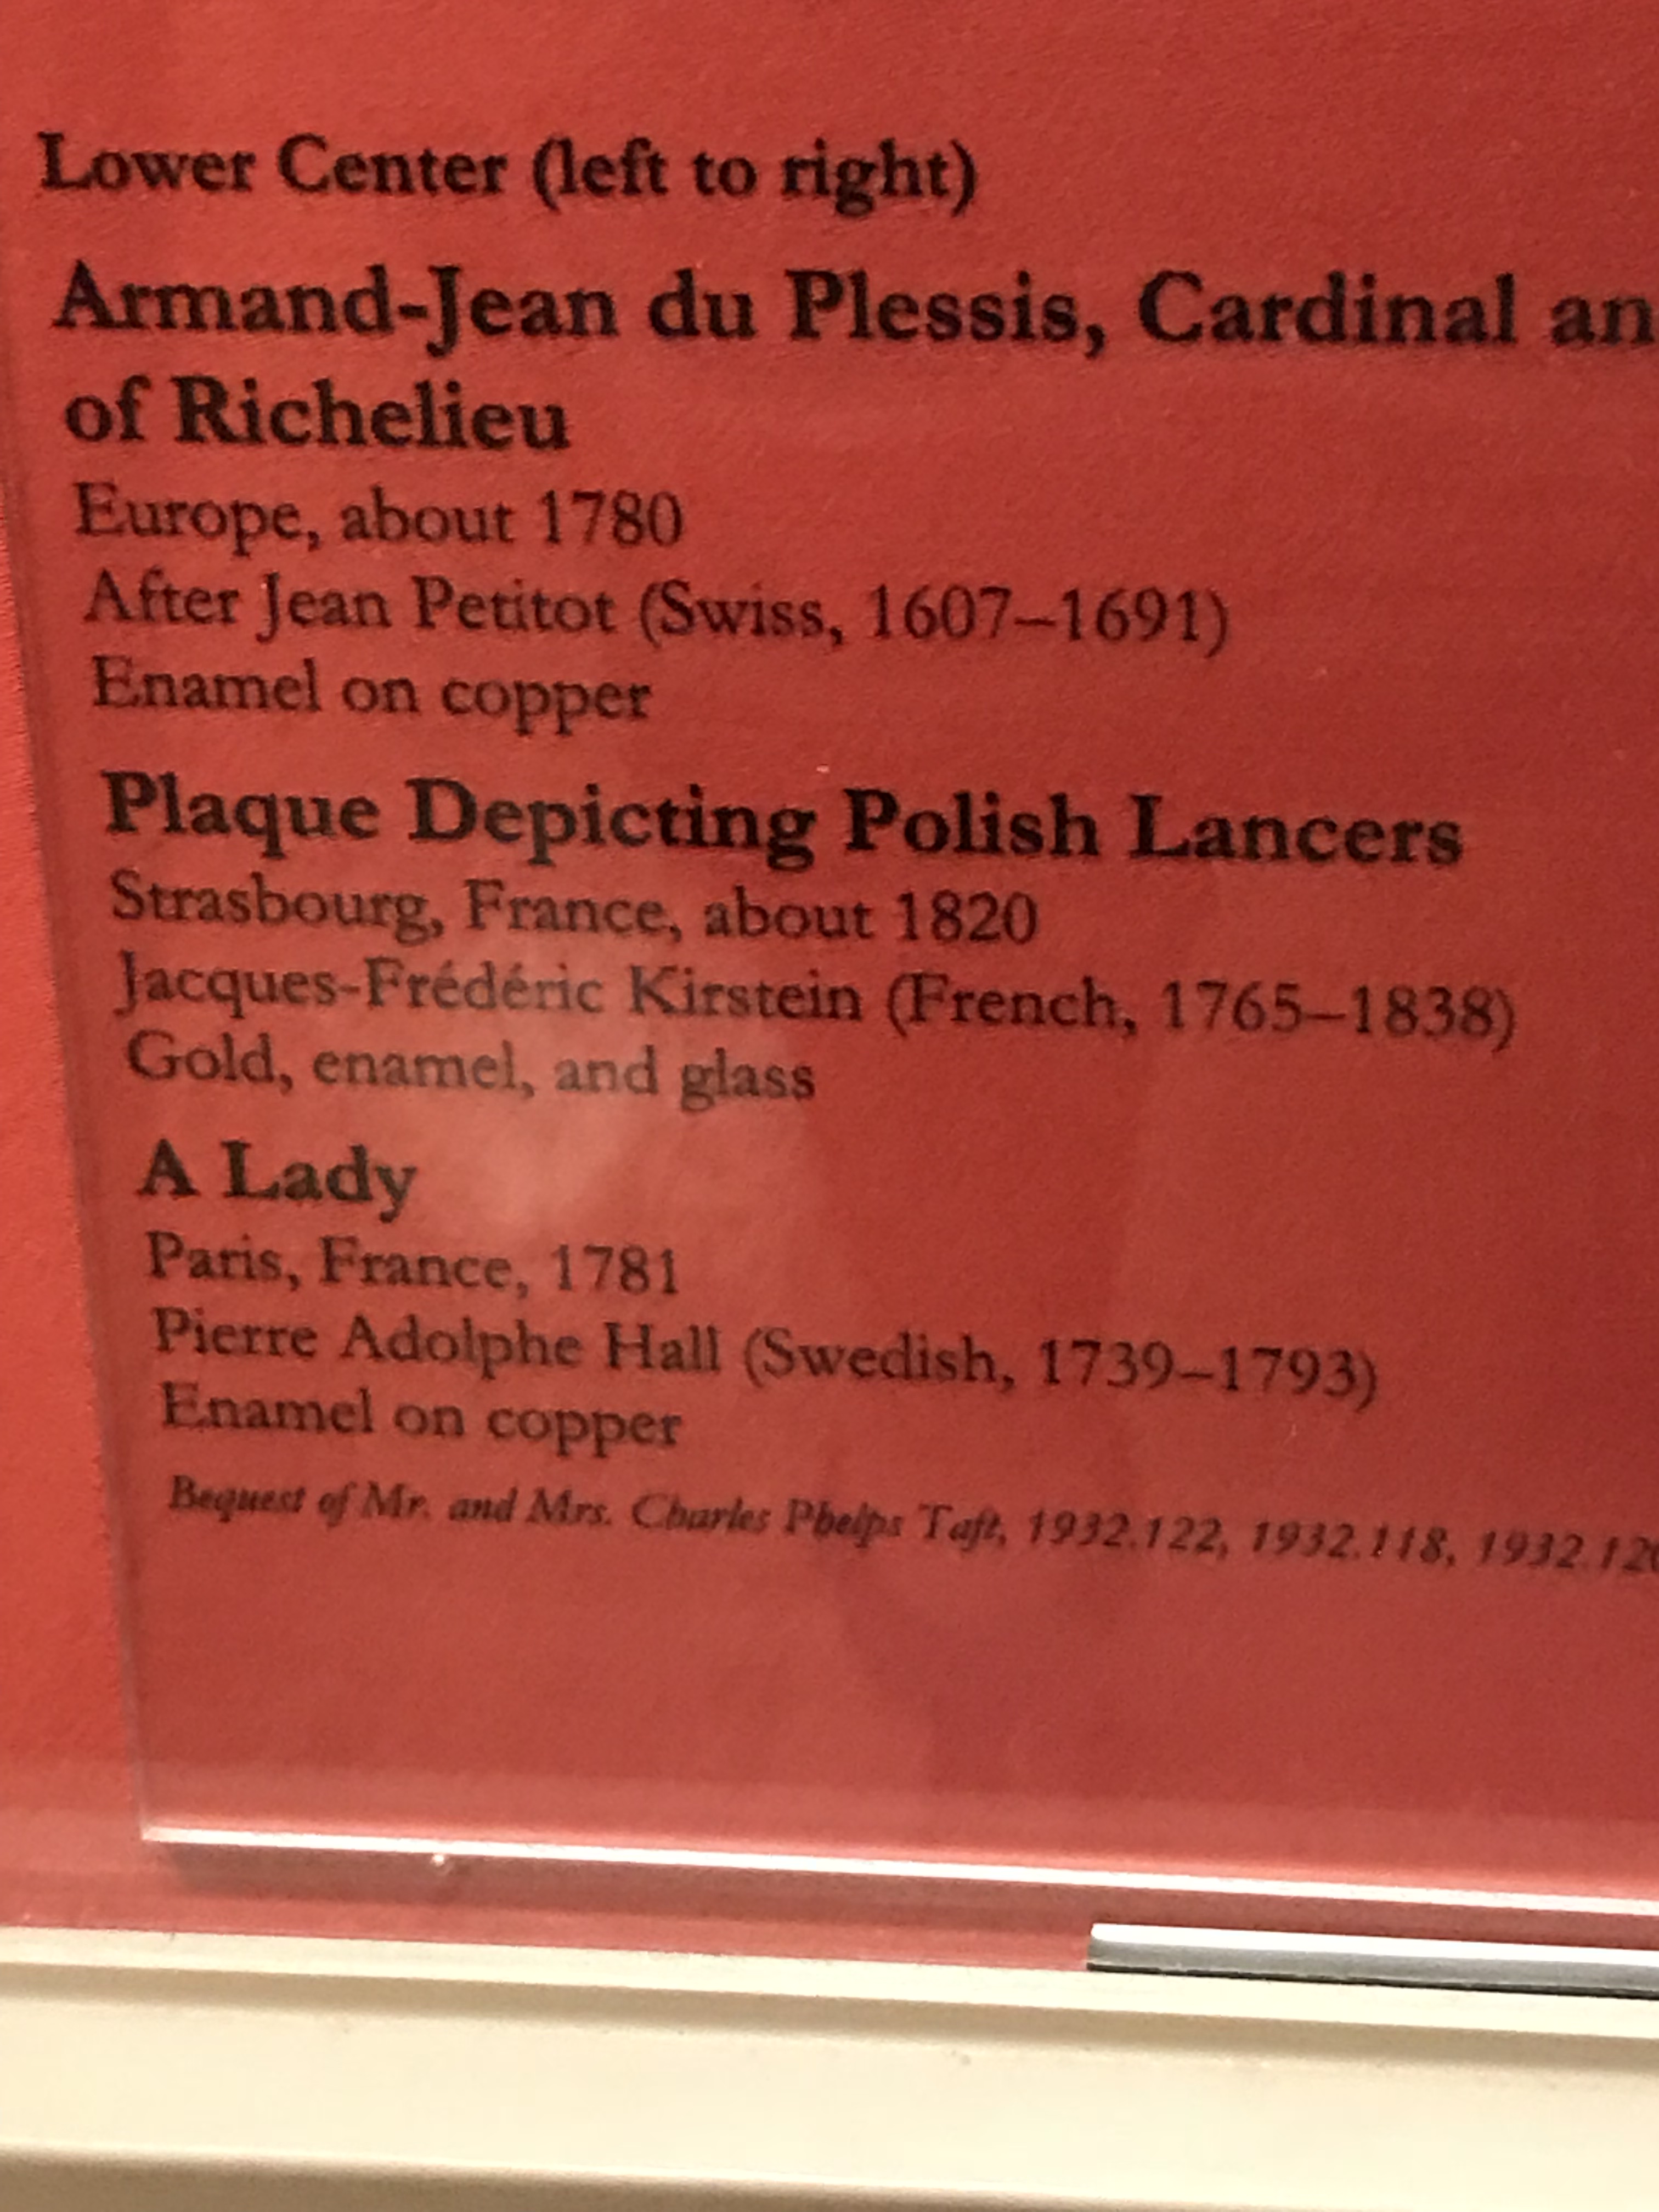 Lower Center (left to right)
Armand-Jean du Plessis, Cardinal an
of Richelieu
Europe, about 1780
After Jean Petitot (Swiss, 1607–1691)
Enamel on copper
Plaque Depicting Polish Lancers
Strasbourg, France, about 1820
Jacques-Frédéric Kirstein (French, 1765–1838)
Gold, enamel, and glass
A Lady
Paris, France, 1781
Pierre Adolphe Hall (Swedish, 1739–1793)
Enamel on copper
Bequest of Mr. and Mrs. Charles Phelps Taft, 1932.122, 1932.118,